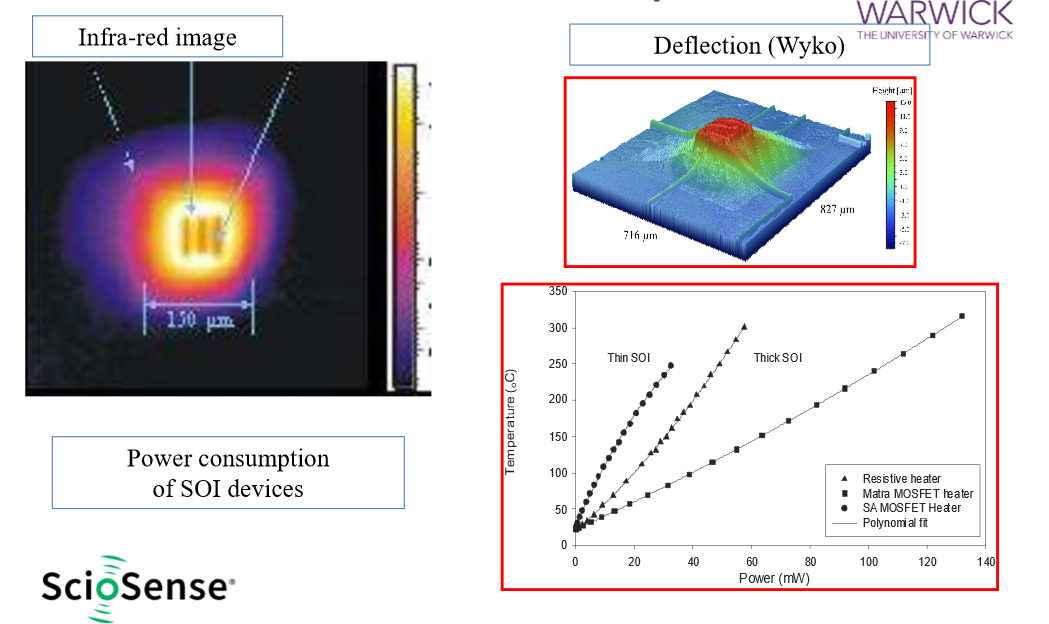 WARWICK
THE UNIVERSITY OF WARWICK
Infra-red image
Deflection (Wyko)
150 µm
Height [µm]
827 µm
716 µm
Power consumption
of SOI devices
ScioSense®
350
300
250
200
150
100
50
0
Temperature (oC)
Thin SOI
Thick SOI
Resistive heater
Matra MOSFET heater
SA MOSFET Heater
Polynomial fit
0 20 40 60 80 100 120 140
Power (mW)